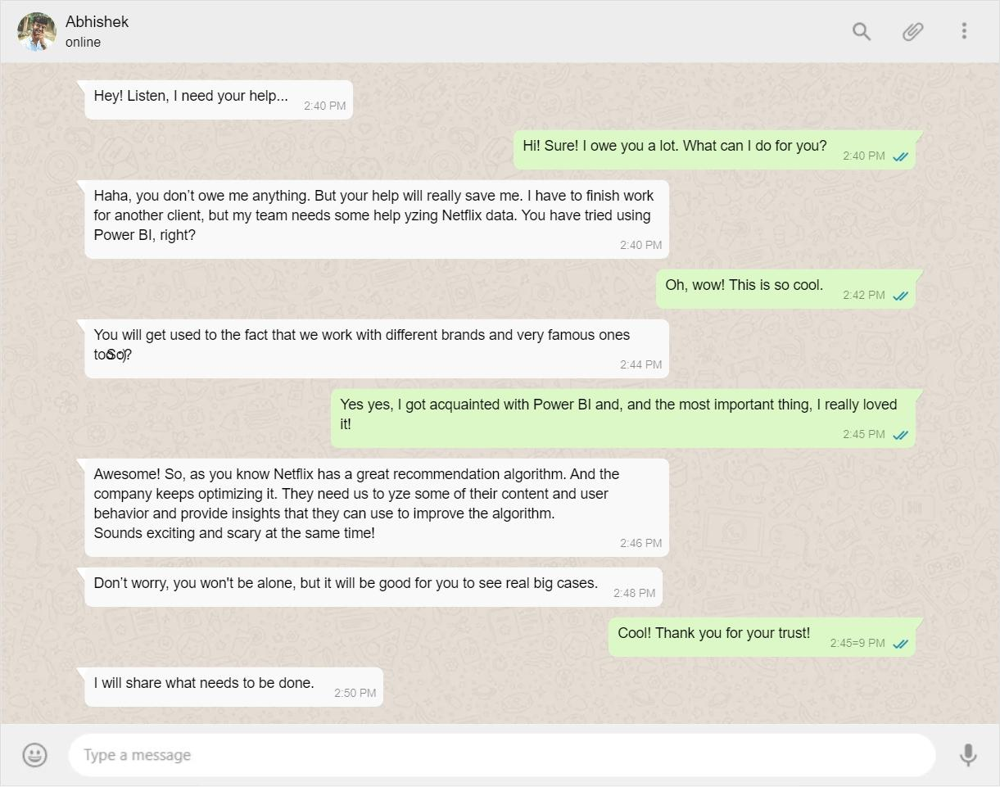 Abhishek
online
Hey! Listen, I need your help...
2:40 PM
Hi! Sure! I owe you a lot. What can I do for you?
2:40 PM
Haha, you don’t owe me anything. But your help will really save me. I have to finish work
for another client, but my team needs some help yzing Netflix data. You have tried using
Power BI, right?
2:40 PM
Oh, wow! This is so cool.
2:42 PM
You will get used to the fact that we work with different brands and very famous ones
2:44 PM
Yes yes, I got acquainted with Power BI and, and the most important thing, I really loved
it!
2:45 PM
Awesome! So, as you know Netflix has a great recommendation algorithm. And the
company keeps optimizing it. They need us to yze some of their content and user
behavior and provide insights that they can use to improve the algorithm.
Sounds exciting and scary at the same time!
2:46 PM
Don’t worry, you won't be alone, but it will be good for you to see real big cases.
2:48 PM
Cool! Thank you for your trust!
2:45=9 PM
I will share what needs to be done.
2:50 PM
Type a message